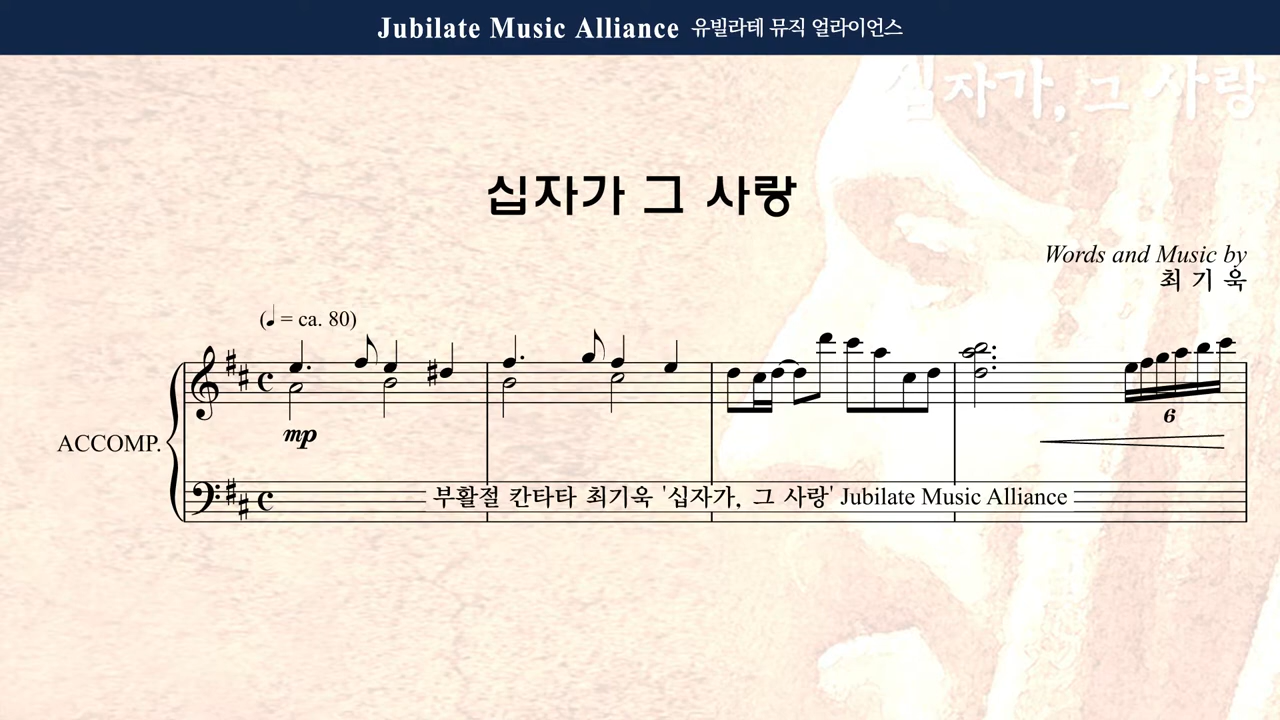 Jubilate Music Alliance 유빌라테 뮤직 얼라이언스
십자가, 그 사랑
십자가 그 사랑
Words and Music by
최 기 욱
(♩ = ca. 80)
mp
6
ACCOMP.
부활절 칸타타 최기욱 '십자가, 그 사랑' Jubilate Music Alliance